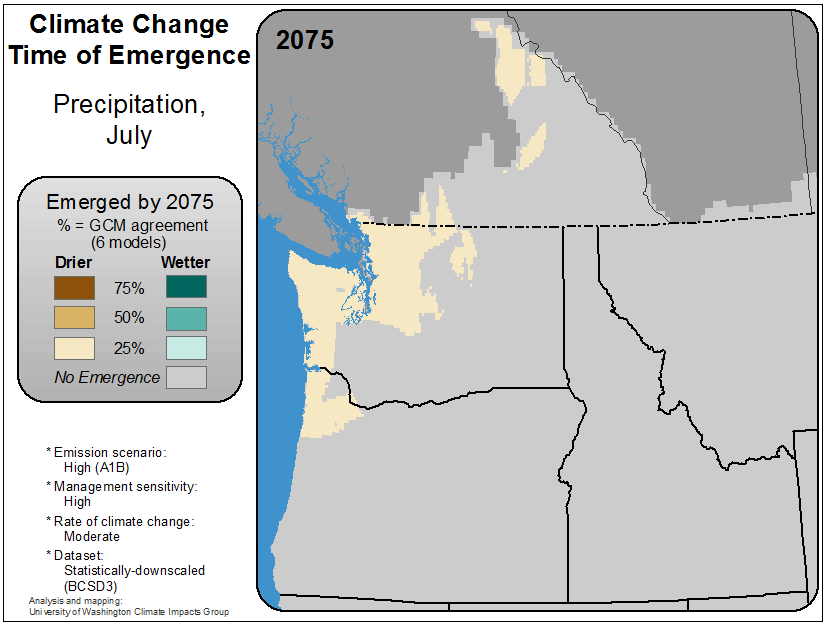 Climate Change
Time of Emergence
Precipitation,
July
2075
Emerged by 2075
% = GCM agreement
(6 models)
Drier
Wetter
75%
50%
25%
No Emergence
* Emission scenario:
High (A1B)
* Management sensitivity:
High
* Rate of climate change:
Moderate
* Dataset:
Statistically-downscaled
(BCSD3)
Analysis and mapping:
University of Washington Climate Impacts Group